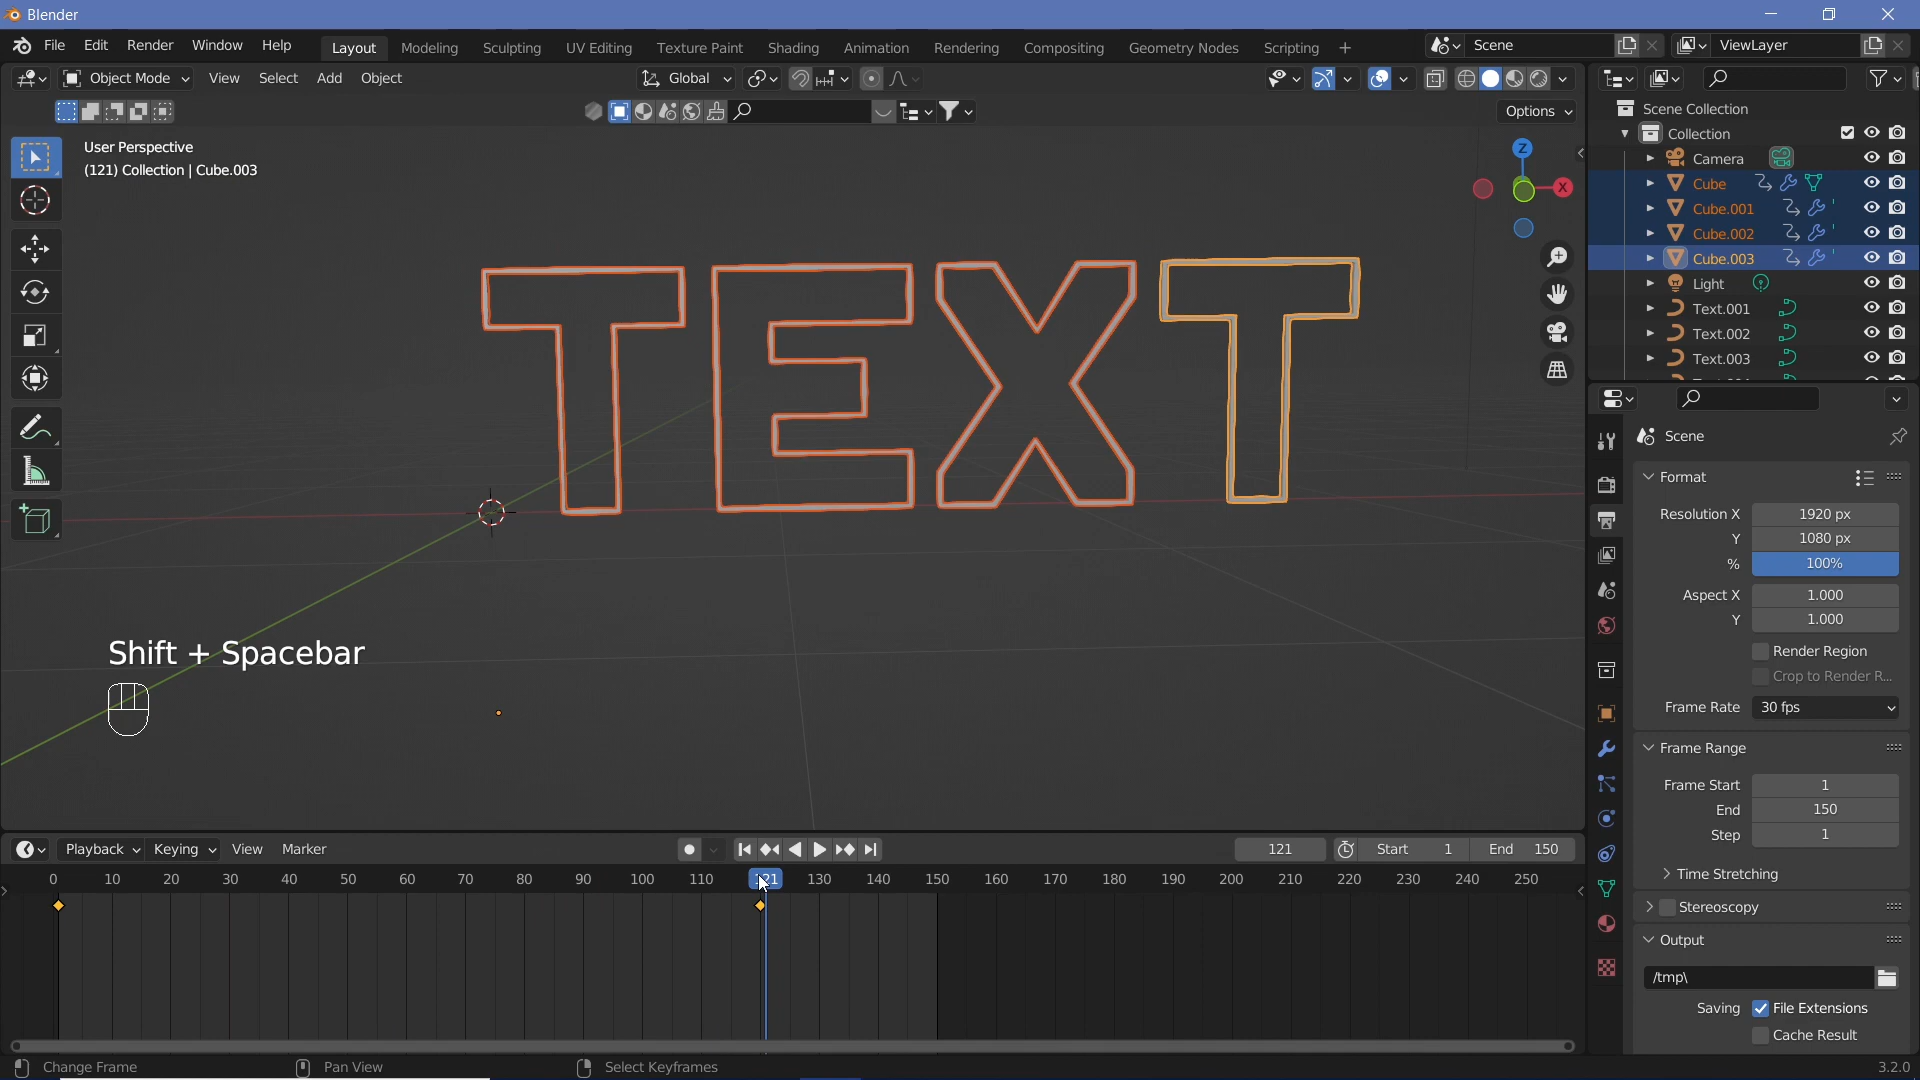 Blender
File Edit Render Window Help Layout Modeling Sculpting UV Editing Texture Paint Shading Animation Rendering Compositing Geometry Nodes Scripting + Scene ViewLayer
Object Mode View Select Add Object Global
Options
User Perspective
(121) Collection | Cube.003
Z
X
TEXT
Shift + Spacebar
Scene Collection
Collection
Camera
Cube
Cube.001
Cube.002
Cube.003
Light
Text.001
Text.002
Text.003
Scene
Format
Resolution X 1920 px
Y 1080 px
% 100%
Aspect X 1.000
Y 1.000
Render Region
Crop to Render R...
Frame Rate 30 fps
Frame Range
Frame Start 1
End 150
Step 1
Time Stretching
Stereoscopy
Output
/tmp\
Saving File Extensions
Cache Result
Playback Keying View Marker 121 Start 1 End 150
0 10 20 30 40 50 60 70 80 90 100 110 121 130 140 150 160 170 180 190 200 210 220 230 240 250
Change Frame Pan View Select Keyframes 3.2.0